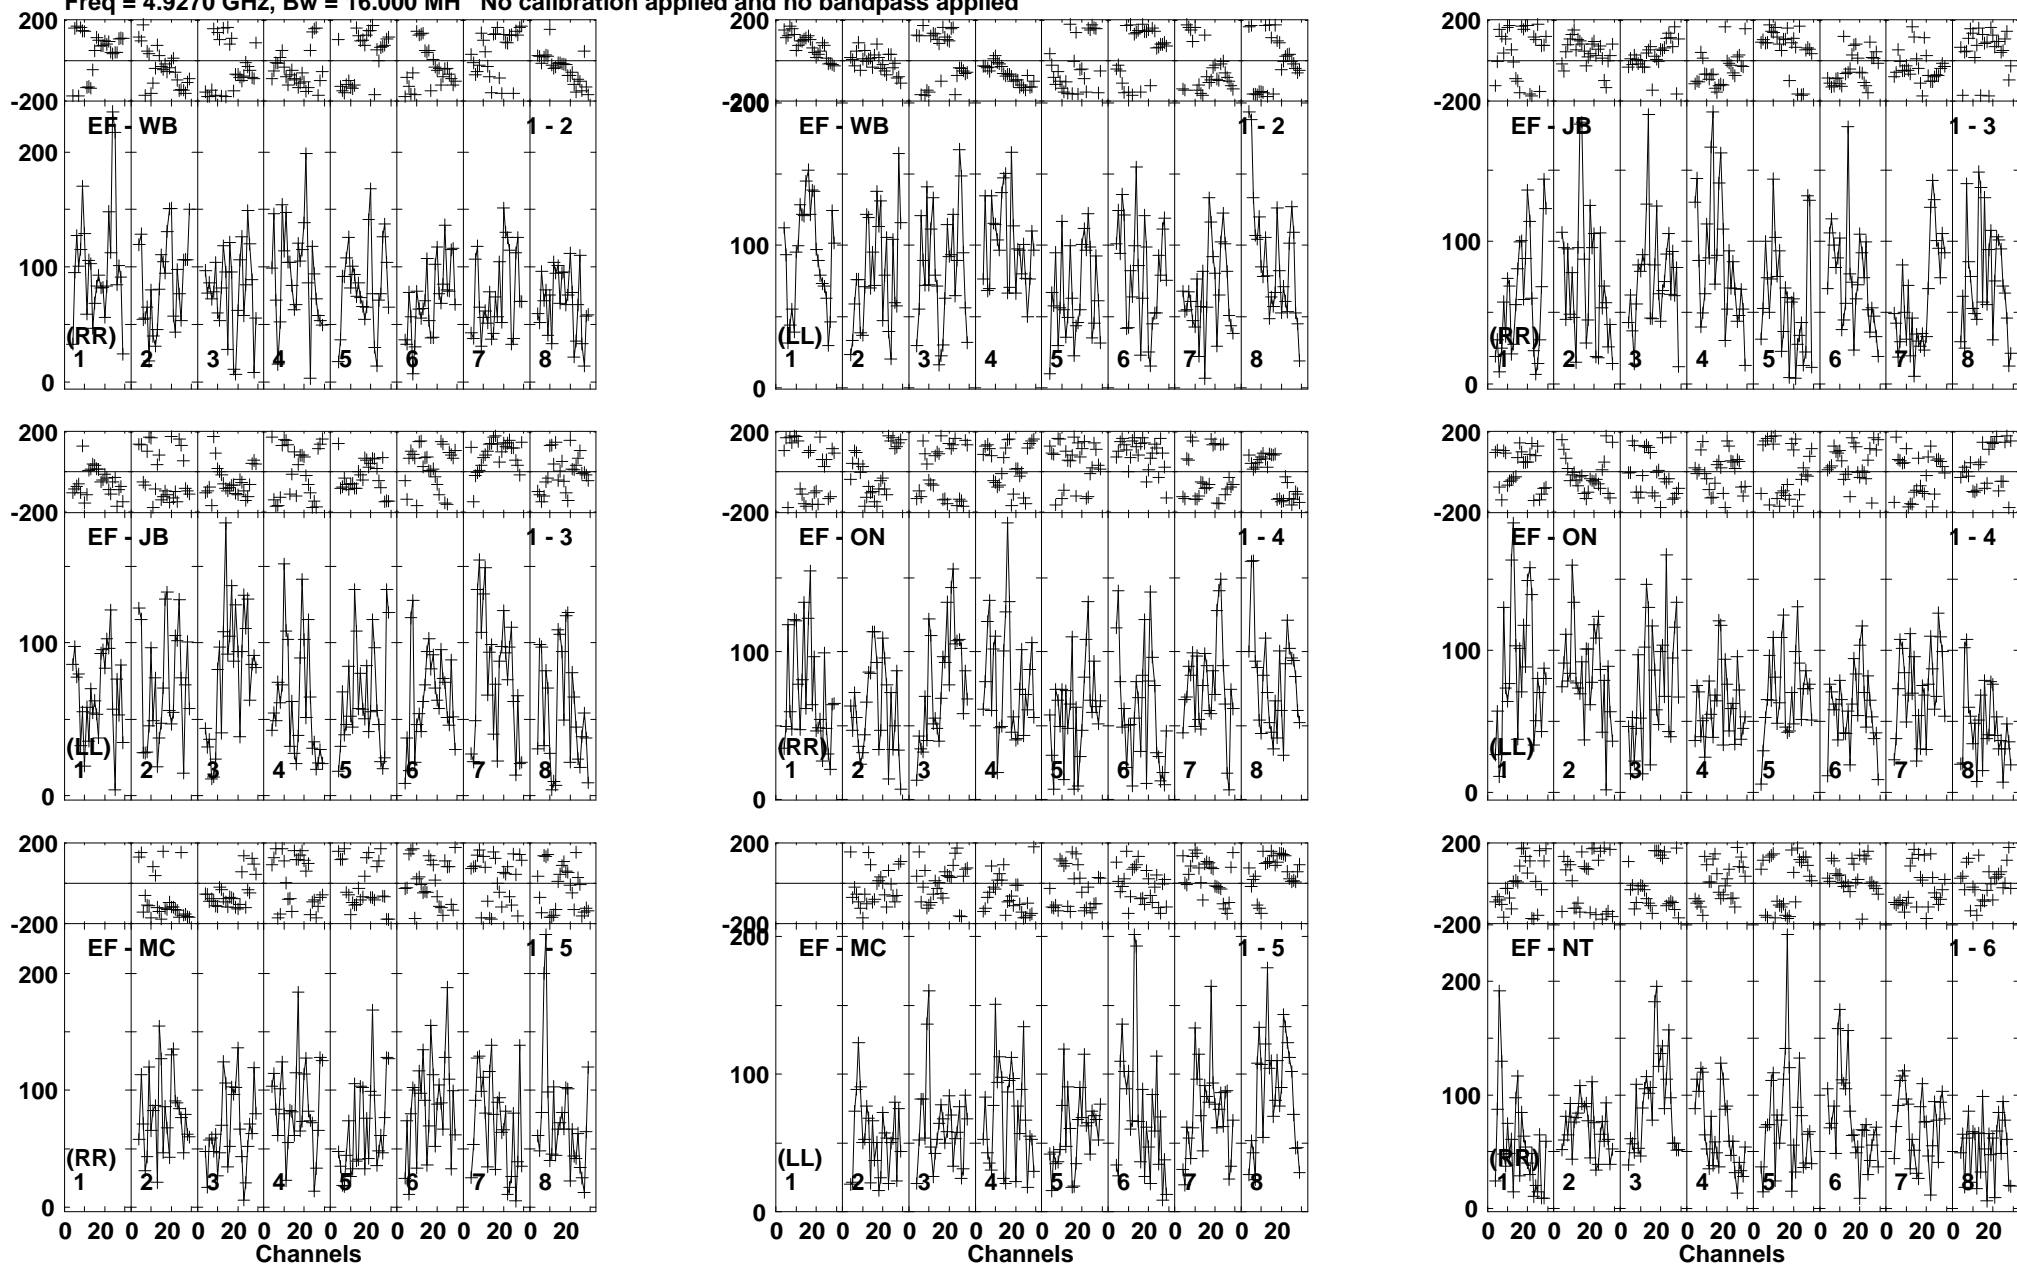 Freq = 4.9270 GHz, Bw = 16.000 MH No calibration applied and no bandpass applied
200 200 200
-200 -200 -200
EF - WB 1 - 2 EF - WB 1 - 2 EF - JB 1 - 3
200 200 200
100 100 100
(RR) (LL) (RR)
1 2 3 4 5 6 7 8 1 2 3 4 5 6 7 8 1 2 3 4 5 6 7 8
0 0 0
200 200 200
-200 -200 -200
EF - JB 1 - 3 EF - ON 1 - 4 EF - ON 1 - 4
100 100 100
(LL) (RR) (LL)
1 2 3 4 5 6 7 8 1 2 3 4 5 6 7 8 1 2 3 4 5 6 7 8
0 0 0
200 200 200
-200 -200 -200
EF - MC 1 - 5 EF - MC 1 - 5 EF - NT 1 - 6
200 200 200
100 100 100
(RR) (LL) (RR)
1 2 3 4 5 6 7 8 1 2 3 4 5 6 7 8 1 2 3 4 5 6 7 8
0 0 0
0 20 0 20 0 20 0 20 0 20 0 20 0 20 0 20 0 20 0 20 0 20 0 20 0 20 0 20 0 20 0 20 0 20 0 20 0 20 0 20 0 20 0 20 0 20 0 20
Channels Channels Channels